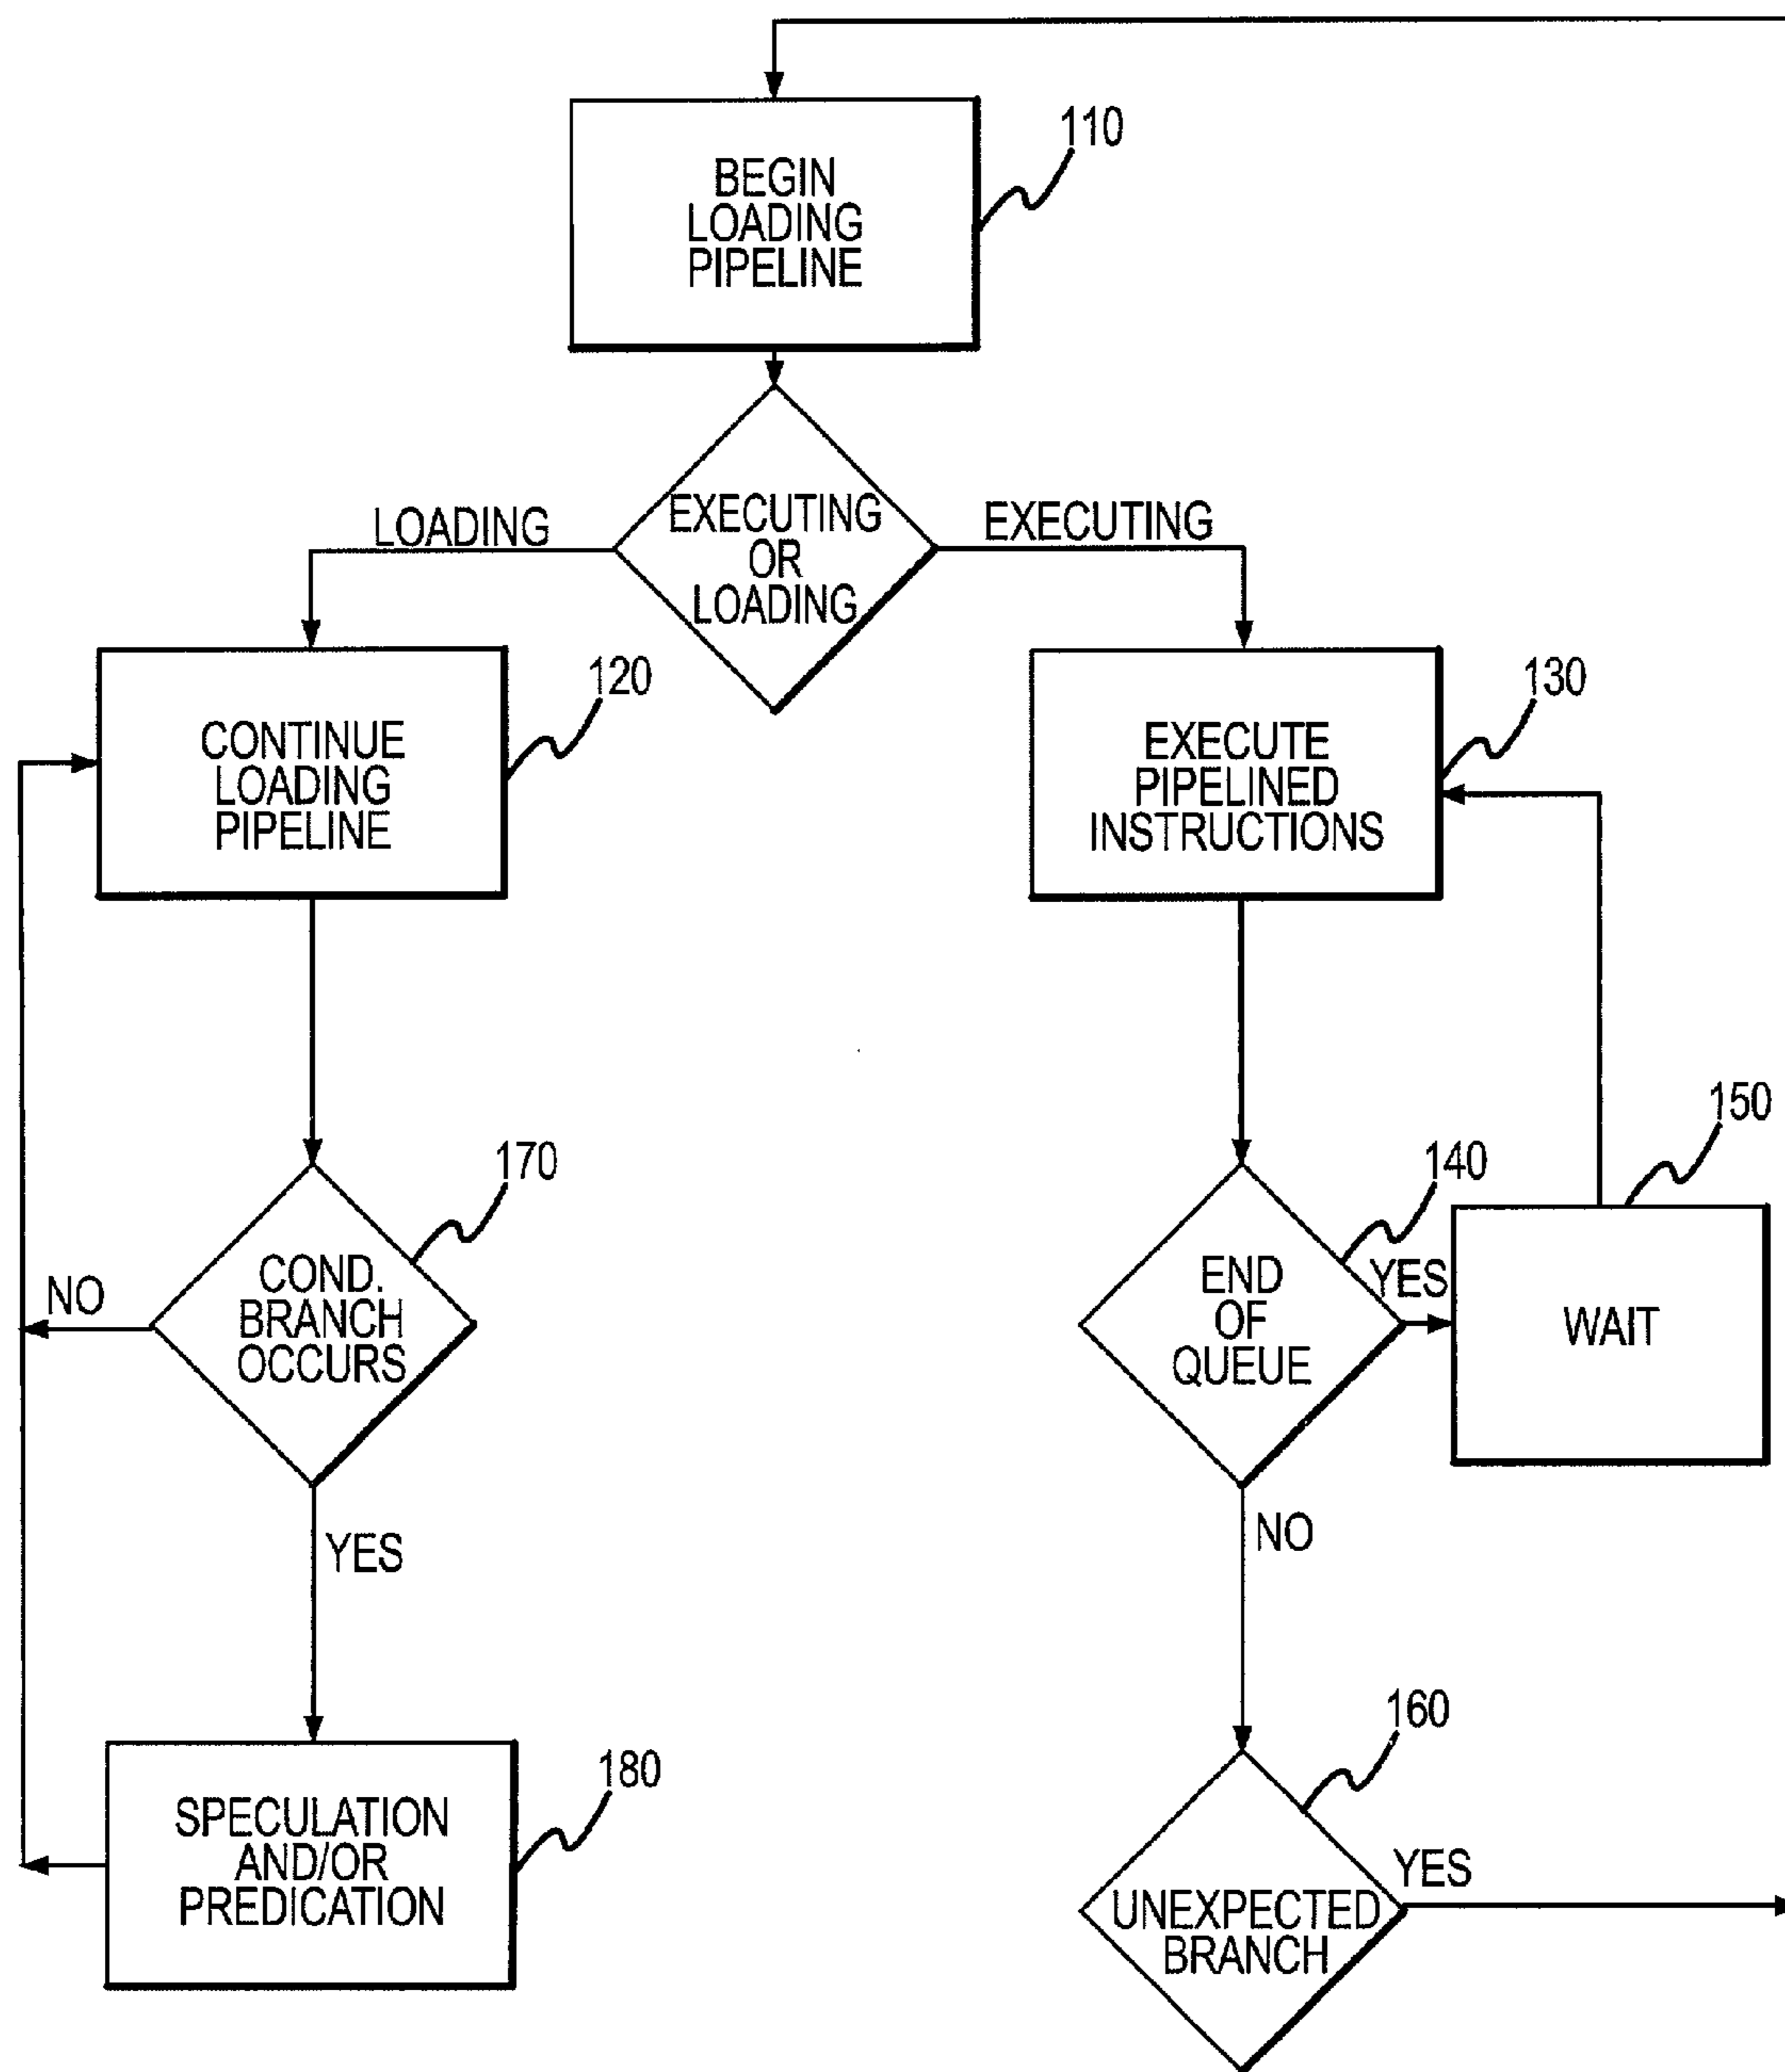 110
BEGIN
LOADING
PIPELINE
EXECUTING
OR
LOADING
LOADING
EXECUTING
120
CONTINUE
LOADING
PIPELINE
130
EXECUTE
PIPELINED
INSTRUCTIONS
170
COND.
BRANCH
OCCURS
NO
YES
140
END
OF
QUEUE
YES
NO
150
WAIT
180
SPECULATION
AND/OR
PREDICATION
160
UNEXPECTED
BRANCH
YES